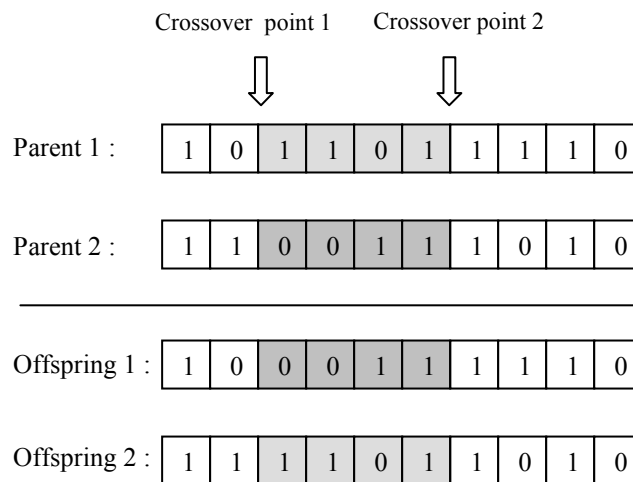 Crossover point 1 Crossover point 2
Parent 1 : 1 0 1 1 0 1 1 1 1 0
Parent 2 : 1 1 0 0 1 1 1 0 1 0
Offspring 1 : 1 0 0 0 1 1 1 1 1 0
Offspring 2 : 1 1 1 1 0 1 1 0 1 0